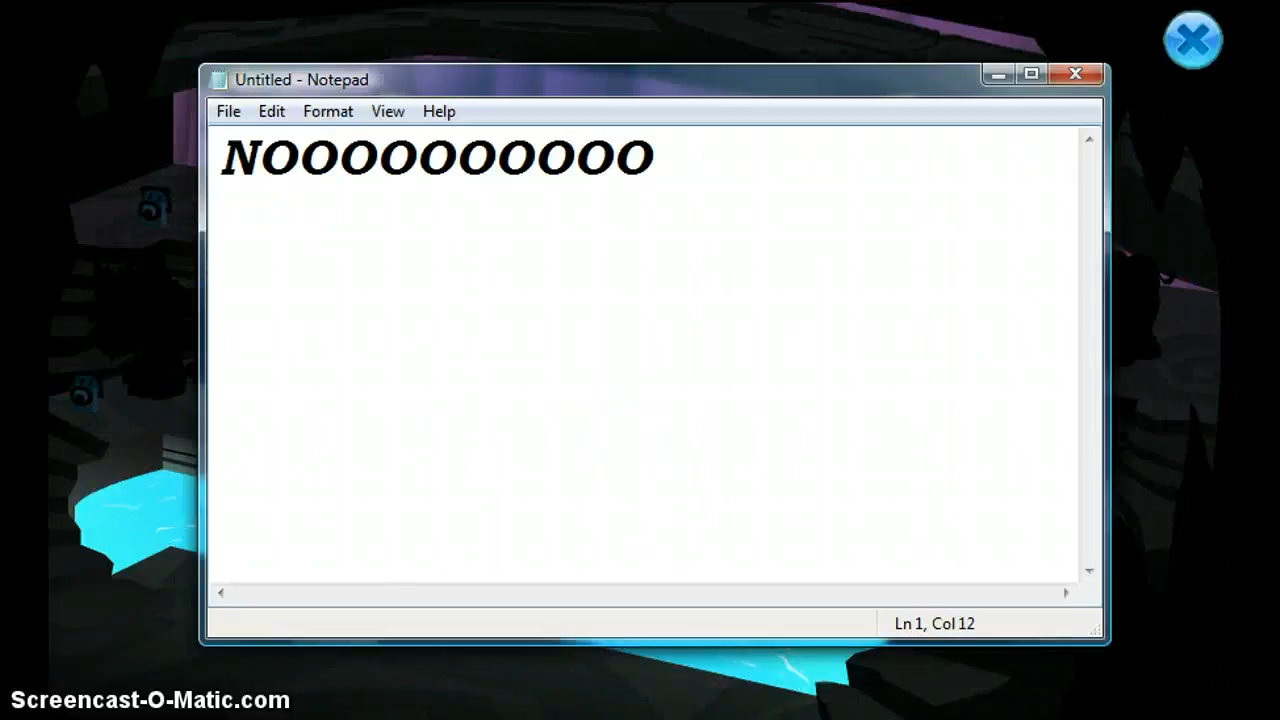 Untitled - Notepad
File Edit Format View Help
NOOOOOOOOOO
Ln 1, Col 12
Screencast-O-Matic.com